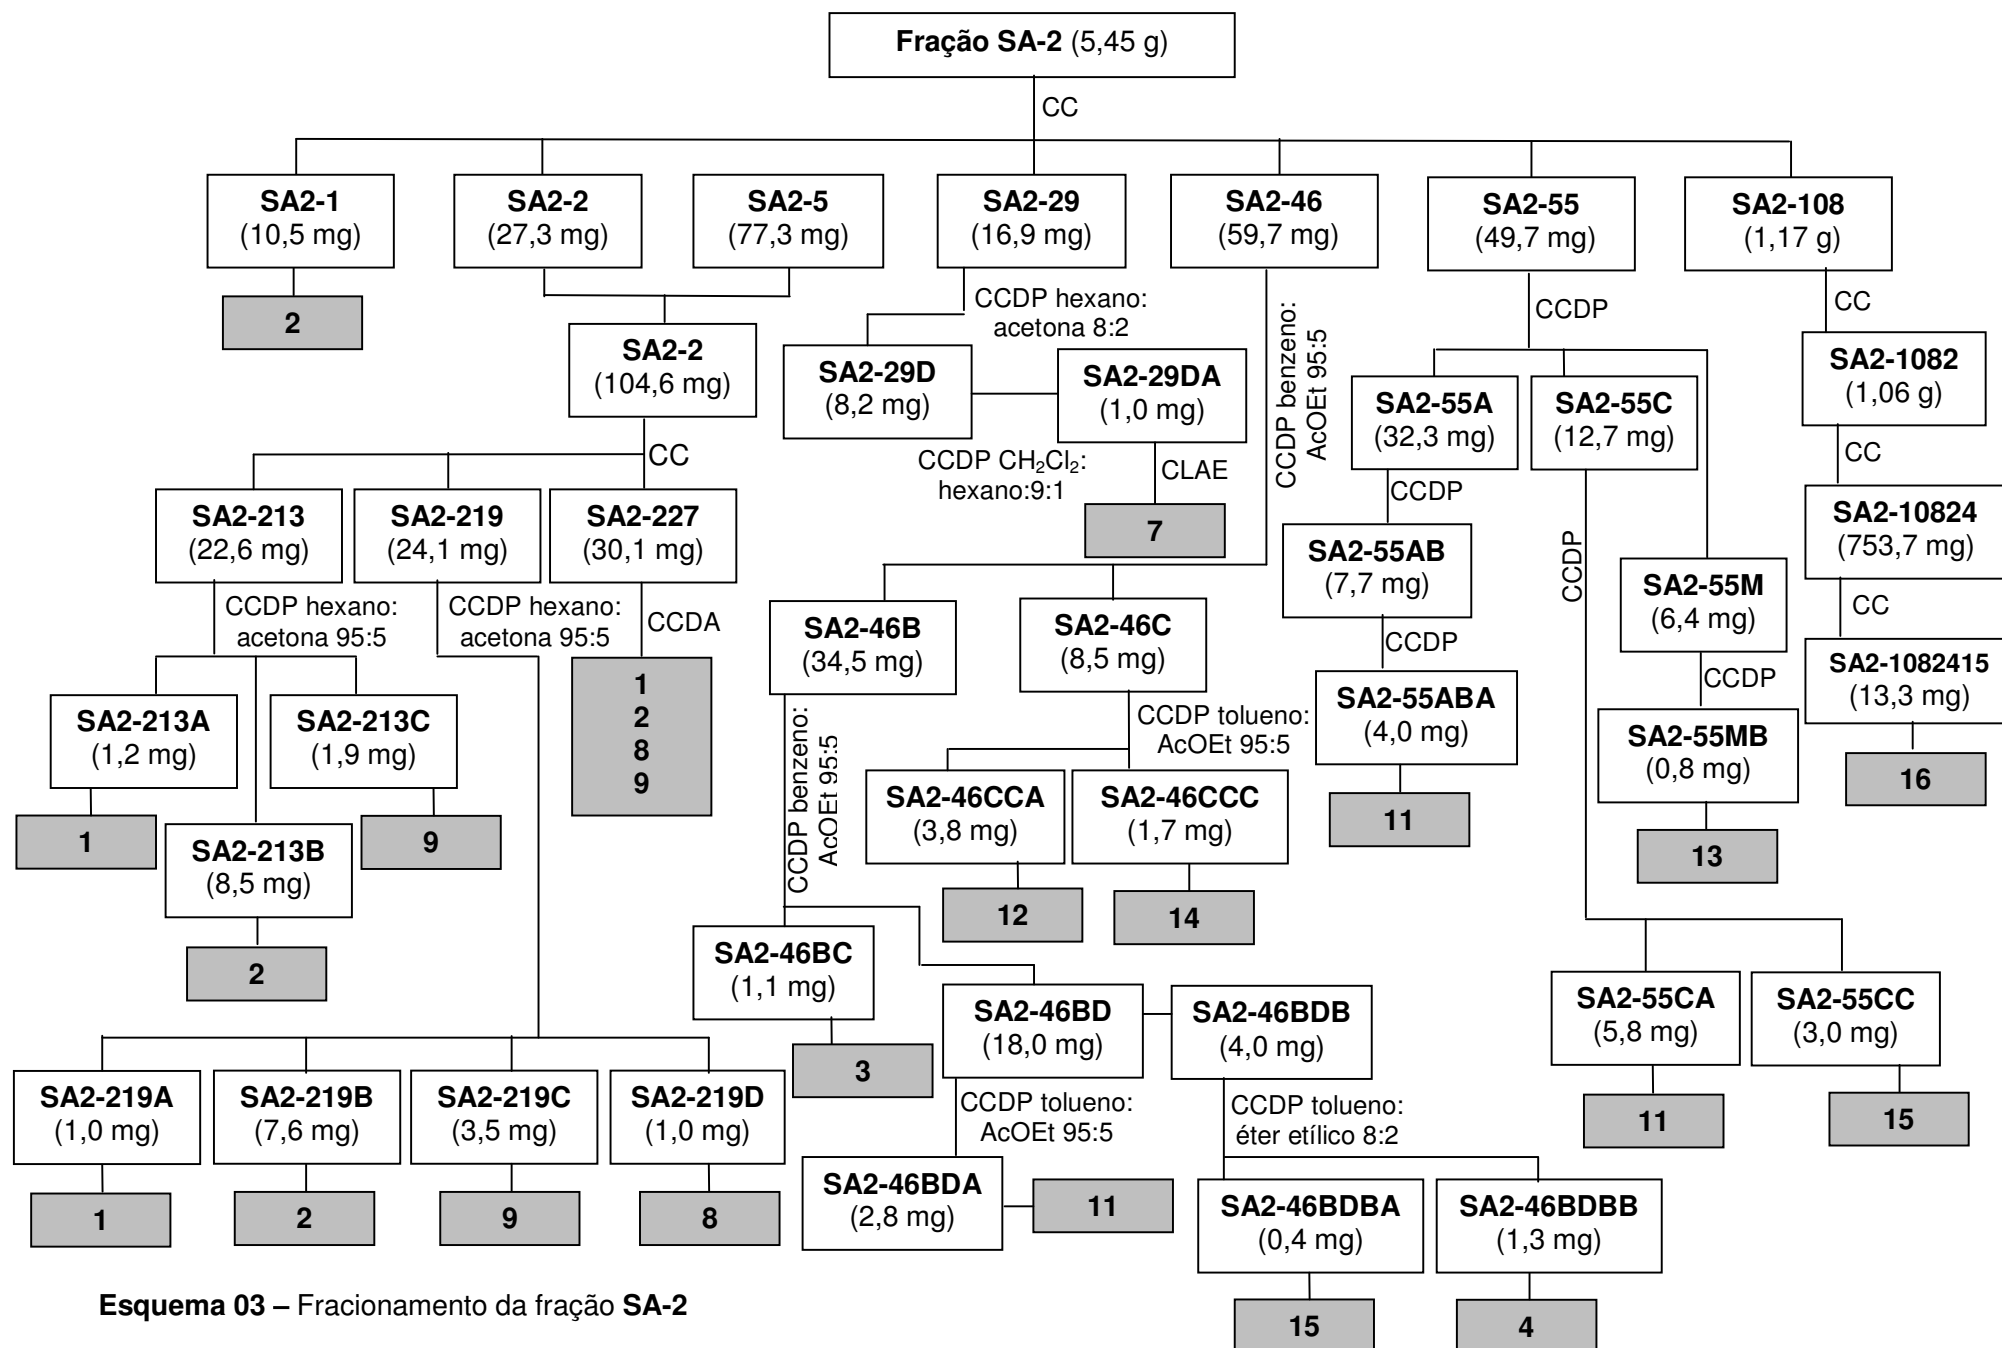 Fração SA-2 (5,45 g)
CC
SA2-1
(10,5 mg)
SA2-2
(27,3 mg)
SA2-5
(77,3 mg)
SA2-29
(16,9 mg)
SA2-46
(59,7 mg)
SA2-55
(49,7 mg)
SA2-108
(1,17 g)
2
SA2-2
(104,6 mg)
CC
CCDP hexano:
acetona 8:2
SA2-29D
(8,2 mg)
SA2-29DA
(1,0 mg)
CCDP CH₂Cl₂:
hexano:9:1
CLAE
7
CCDP benzeno:
AcOEt 95:5
CCDP
SA2-55A
(32,3 mg)
SA2-55C
(12,7 mg)
CC
SA2-1082
(1,06 g)
CC
SA2-10824
(753,7 mg)
CC
SA2-1082415
(13,3 mg)
16
SA2-213
(22,6 mg)
SA2-219
(24,1 mg)
SA2-227
(30,1 mg)
CCDP hexano:
acetona 95:5
CCDP hexano:
acetona 95:5
CCDA
1
2
8
9
SA2-213A
(1,2 mg)
SA2-213C
(1,9 mg)
1
SA2-213B
(8,5 mg)
9
2
SA2-46B
(34,5 mg)
SA2-46C
(8,5 mg)
CCDP tolueno:
AcOEt 95:5
CCDP benzeno:
AcOEt 95:5
SA2-46CCA
(3,8 mg)
SA2-46CCC
(1,7 mg)
12
14
CCDP
SA2-55AB
(7,7 mg)
CCDP
SA2-55ABA
(4,0 mg)
11
CCDP
SA2-55M
(6,4 mg)
CCDP
SA2-55MB
(0,8 mg)
13
SA2-46BC
(1,1 mg)
3
SA2-46BD
(18,0 mg)
SA2-46BDB
(4,0 mg)
CCDP tolueno:
AcOEt 95:5
CCDP tolueno:
éter etílico 8:2
SA2-55CA
(5,8 mg)
SA2-55CC
(3,0 mg)
11
15
SA2-219A
(1,0 mg)
SA2-219B
(7,6 mg)
SA2-219C
(3,5 mg)
SA2-219D
(1,0 mg)
1
2
9
8
SA2-46BDA
(2,8 mg)
11
SA2-46BDBA
(0,4 mg)
SA2-46BDBB
(1,3 mg)
15
4
Esquema 03 – Fracionamento da fração SA-2